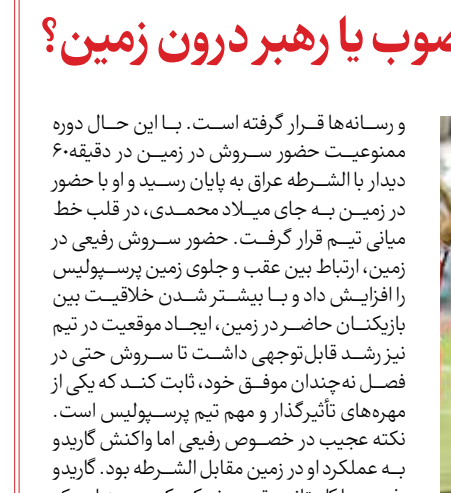 یا رهبر درون زمین؟
و رسانه‌ها قرار گرفته است. با این حال دوره
ممنوعیت حضور سروش در زمین در دقیقه۶۰
دیدار با الشرطه عراق به پایان رسید و او با حضور
در زمین به جای میلاد محمدی، در قلب خط
میانی تیم قرار گرفت. حضور سروش رفیعی در
زمین، ارتباط بین عقب و جلوی زمین پرسپولیس
را افزایش داد و با بیشتر شدن خلاقیت بین
بازیکنان حاضر در زمین، ایجاد موقعیت در تیم
نیز رشد قابل‌توجهی داشت تا سروش حتی در
فصل نه‌چندان موفق خود، ثابت کند که یکی از
مهره‌های تأثیرگذار و مهم تیم پرسپولیس است.
نکته عجیب در خصوص رفیعی اما واکنش گاریدو
به عملکرد او در زمین مقابل الشرطه بود. گاریدو